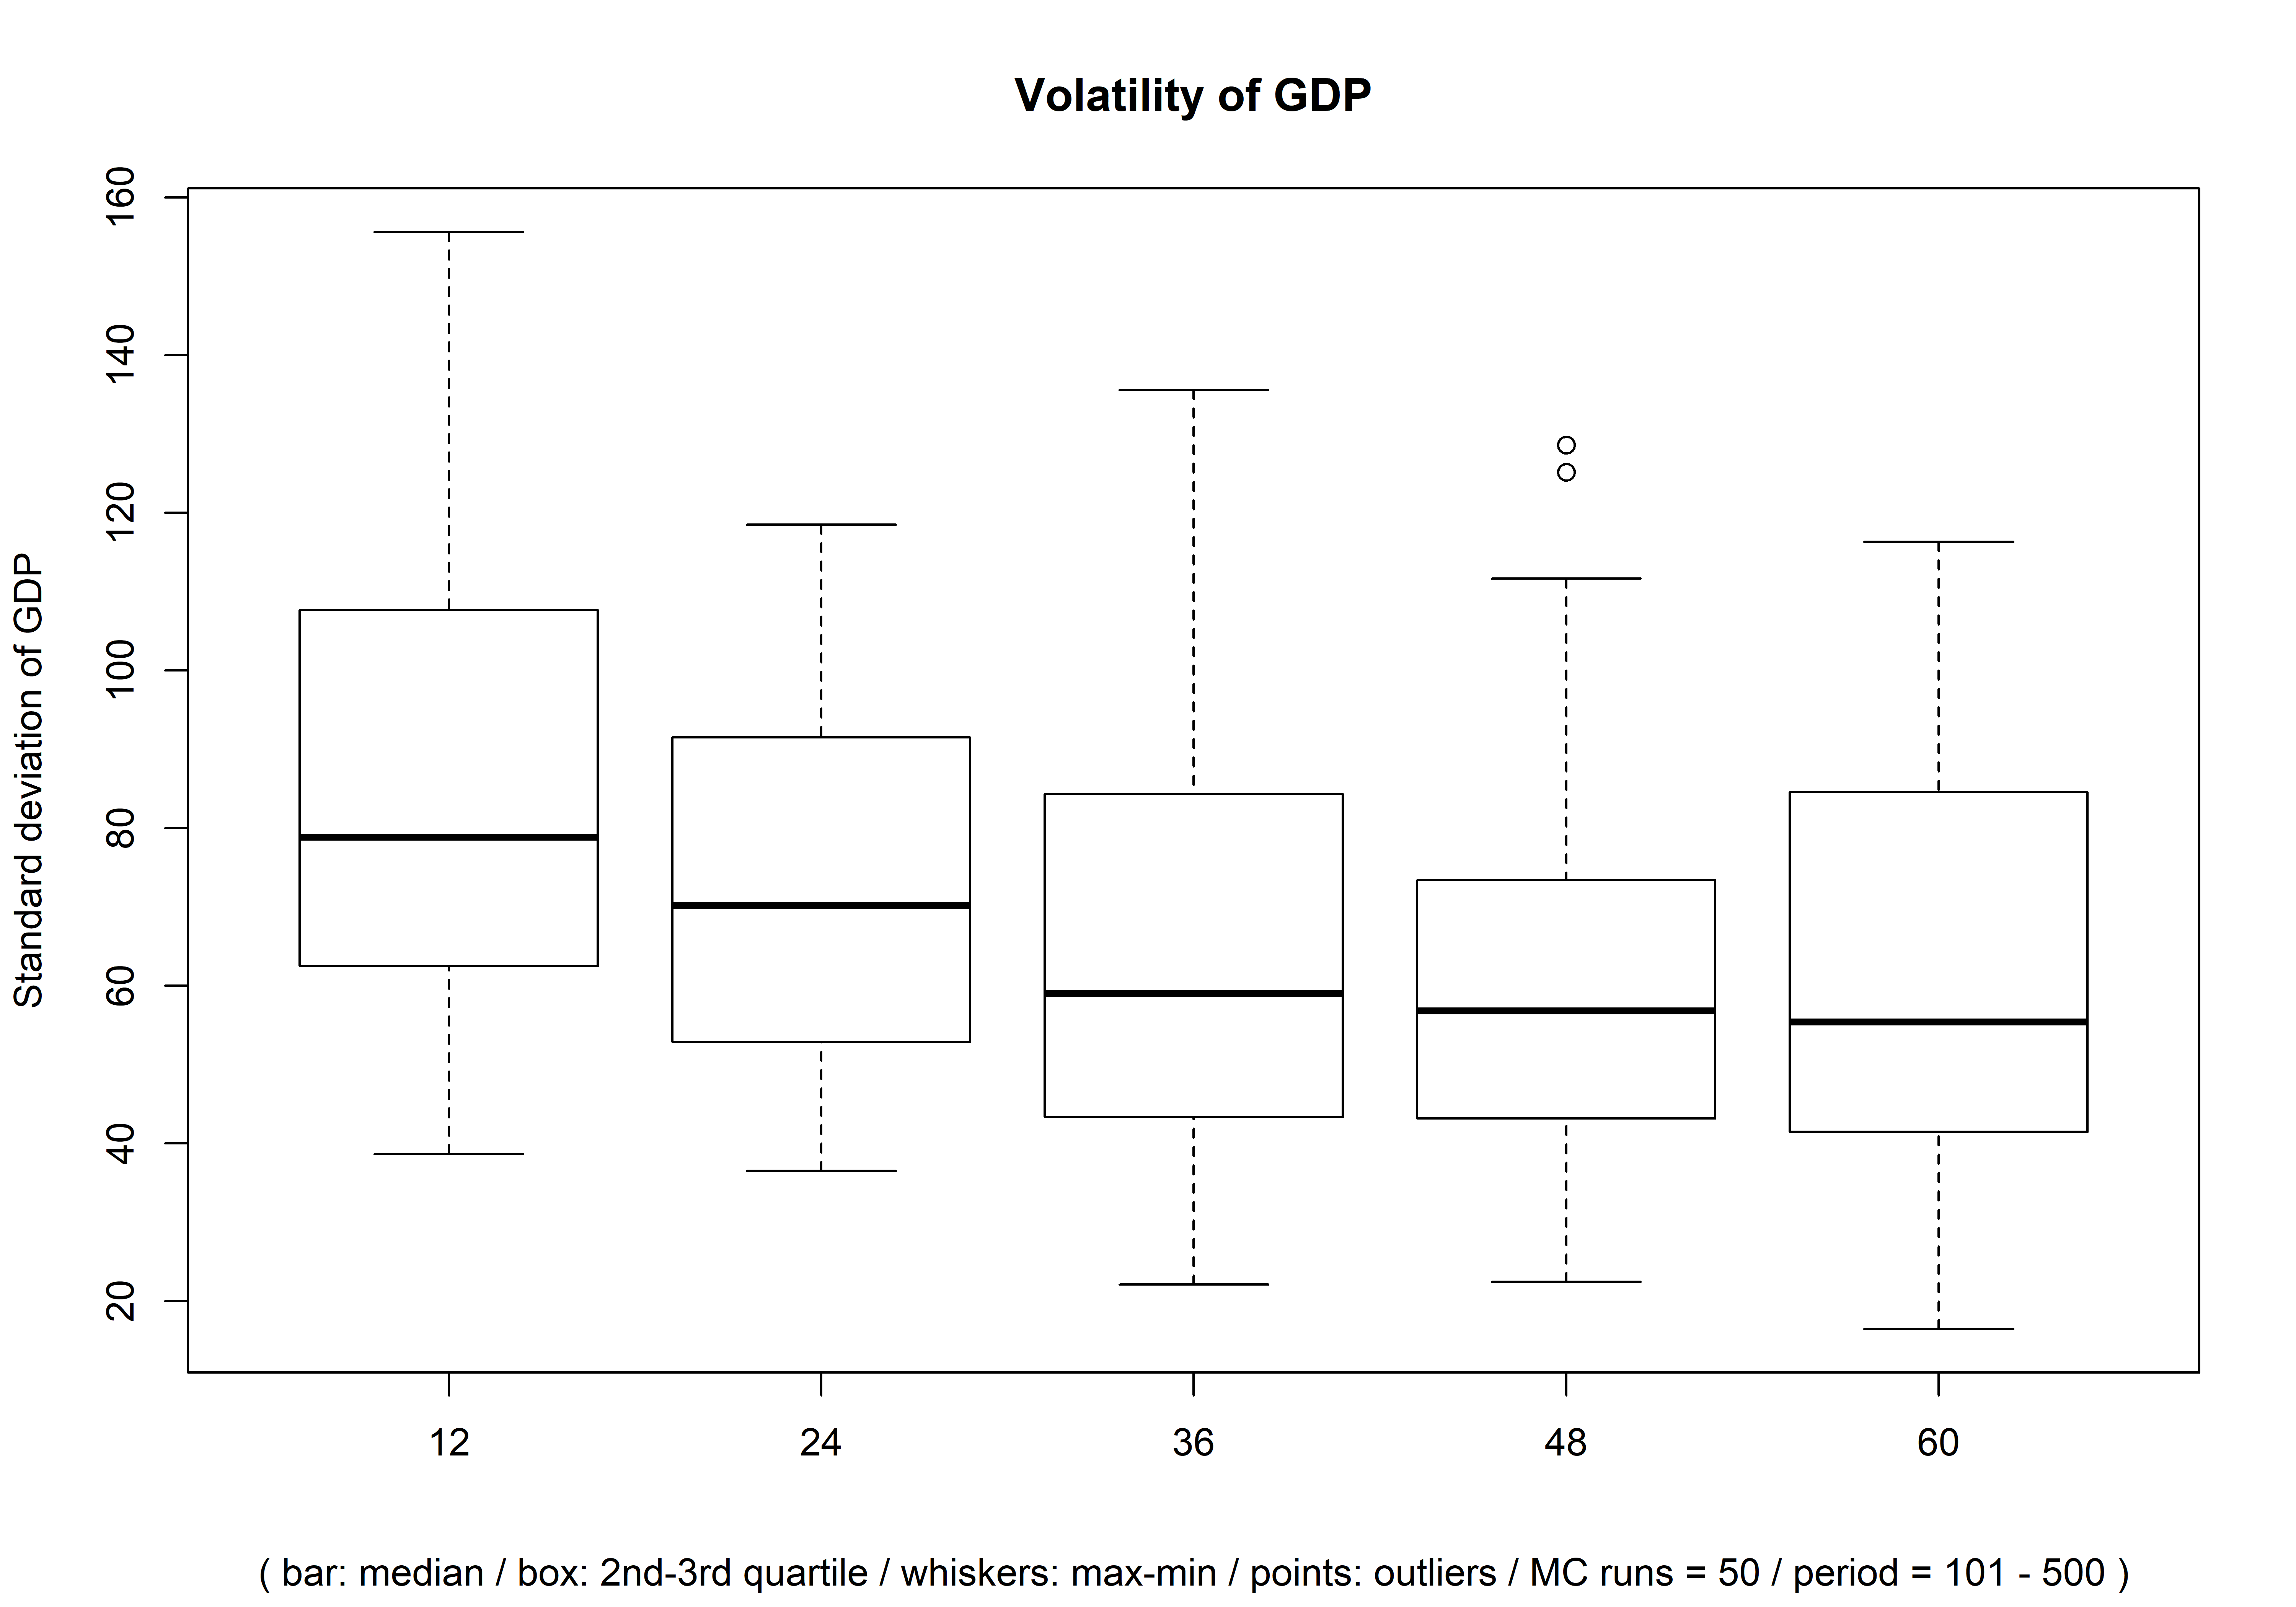 Volatility of GDP
Standard deviation of GDP
160
140
120
100
80
60
40
20
12 24 36 48 60
( bar: median / box: 2nd-3rd quartile / whiskers: max-min / points: outliers / MC runs = 50 / period = 101 - 500 )